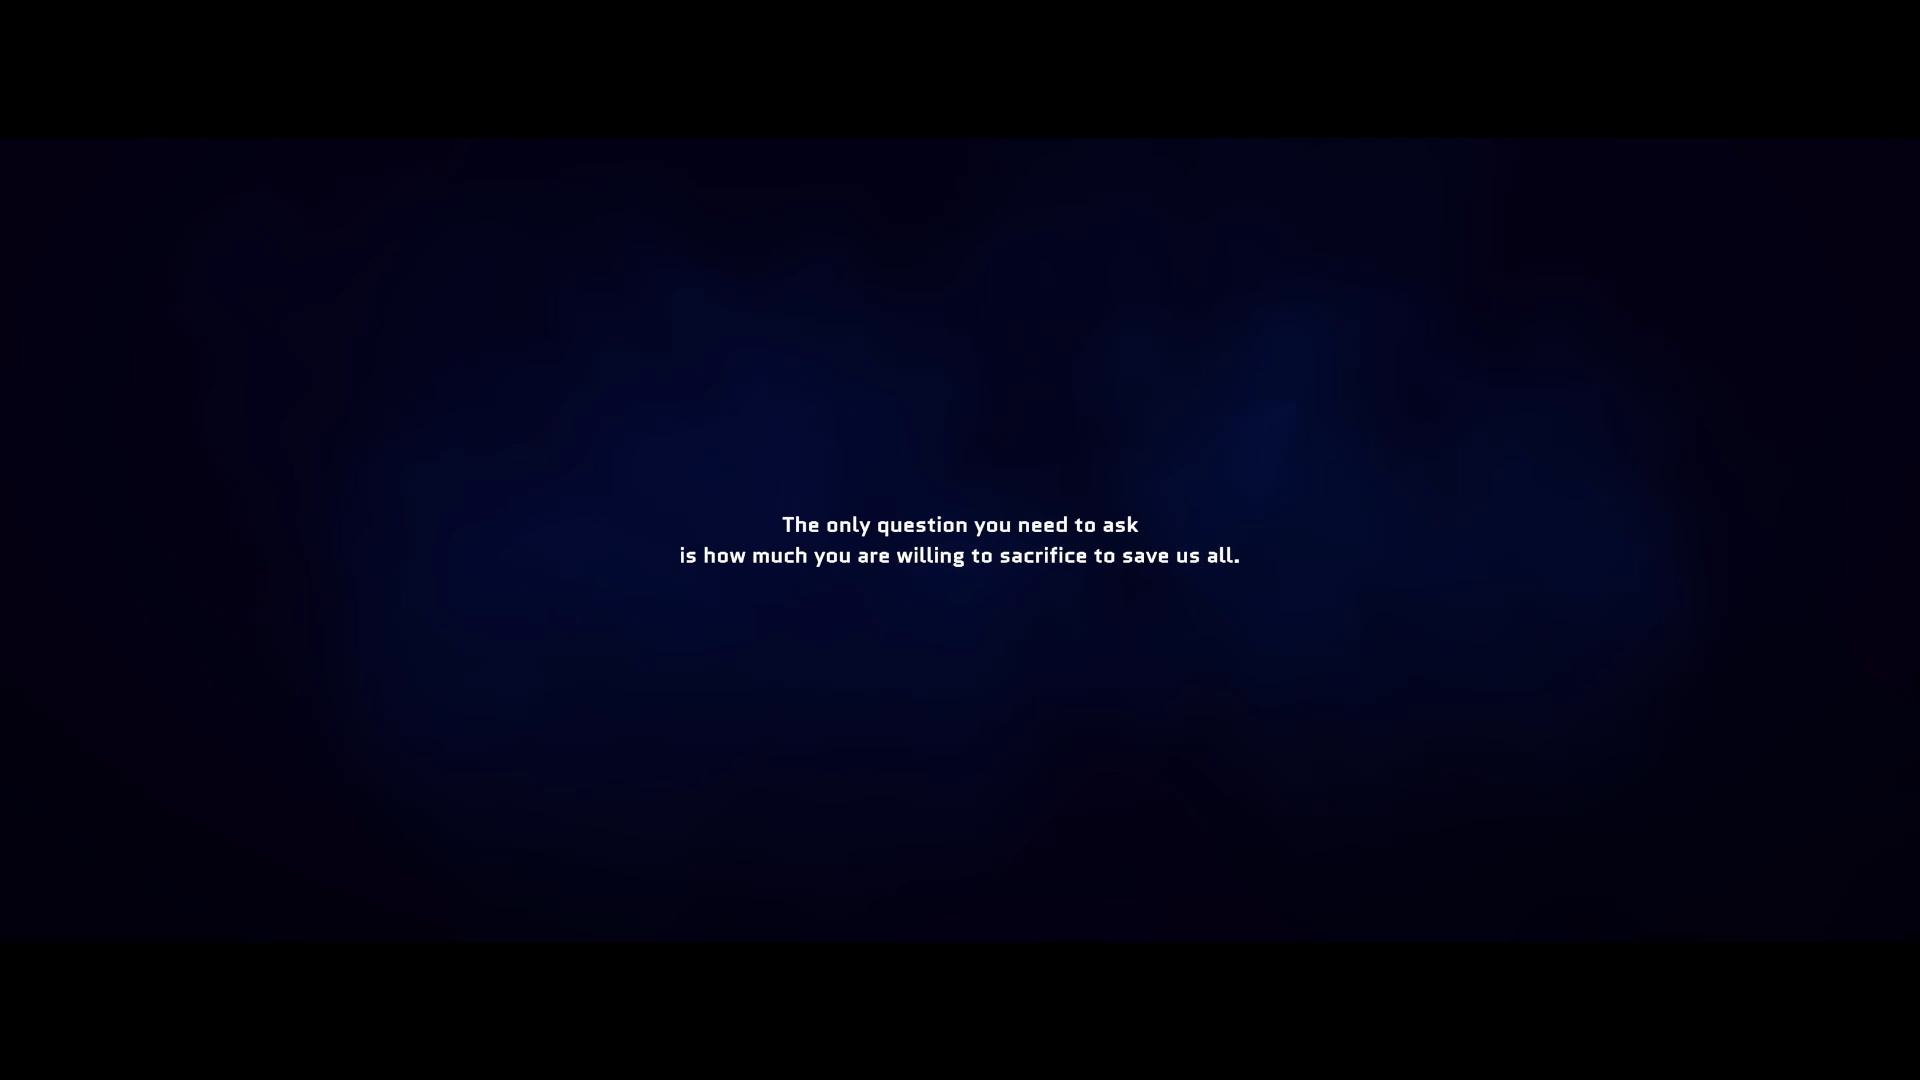 The only question you need to ask
is how much you are willing to sacrifice to save us all.